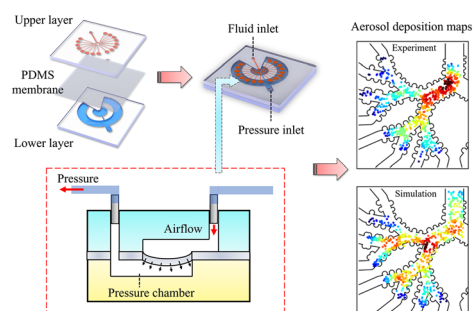 Upper layer
PDMS
membrane
Lower layer
Fluid inlet
Pressure inlet
Aerosol deposition maps
Experiment
Simulation
Pressure
Airflow
Pressure chamber